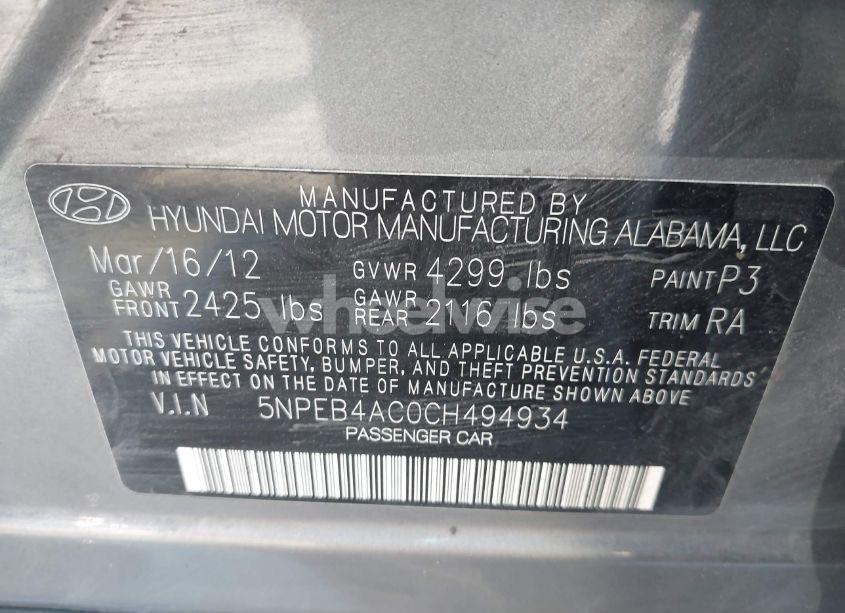 MANUFACTURED BY
HYUNDAI MOTOR MANUFACTURING ALABAMA, LLC
Mar/16/12 GVWR 4299 lbs PAINT P3
GAWR FRONT 2425 lbs GAWR REAR 2116 lbs TRIM RA
THIS VEHICLE CONFORMS TO ALL APPLICABLE U.S.A. FEDERAL
MOTOR VEHICLE SAFETY, BUMPER, AND THEFT PREVENTION STANDARDS
IN EFFECT ON THE DATE OF MANUFACTURE SHOWN ABOVE
V.I.N 5NPEB4AC0CH494934
PASSENGER CAR
wheelwise